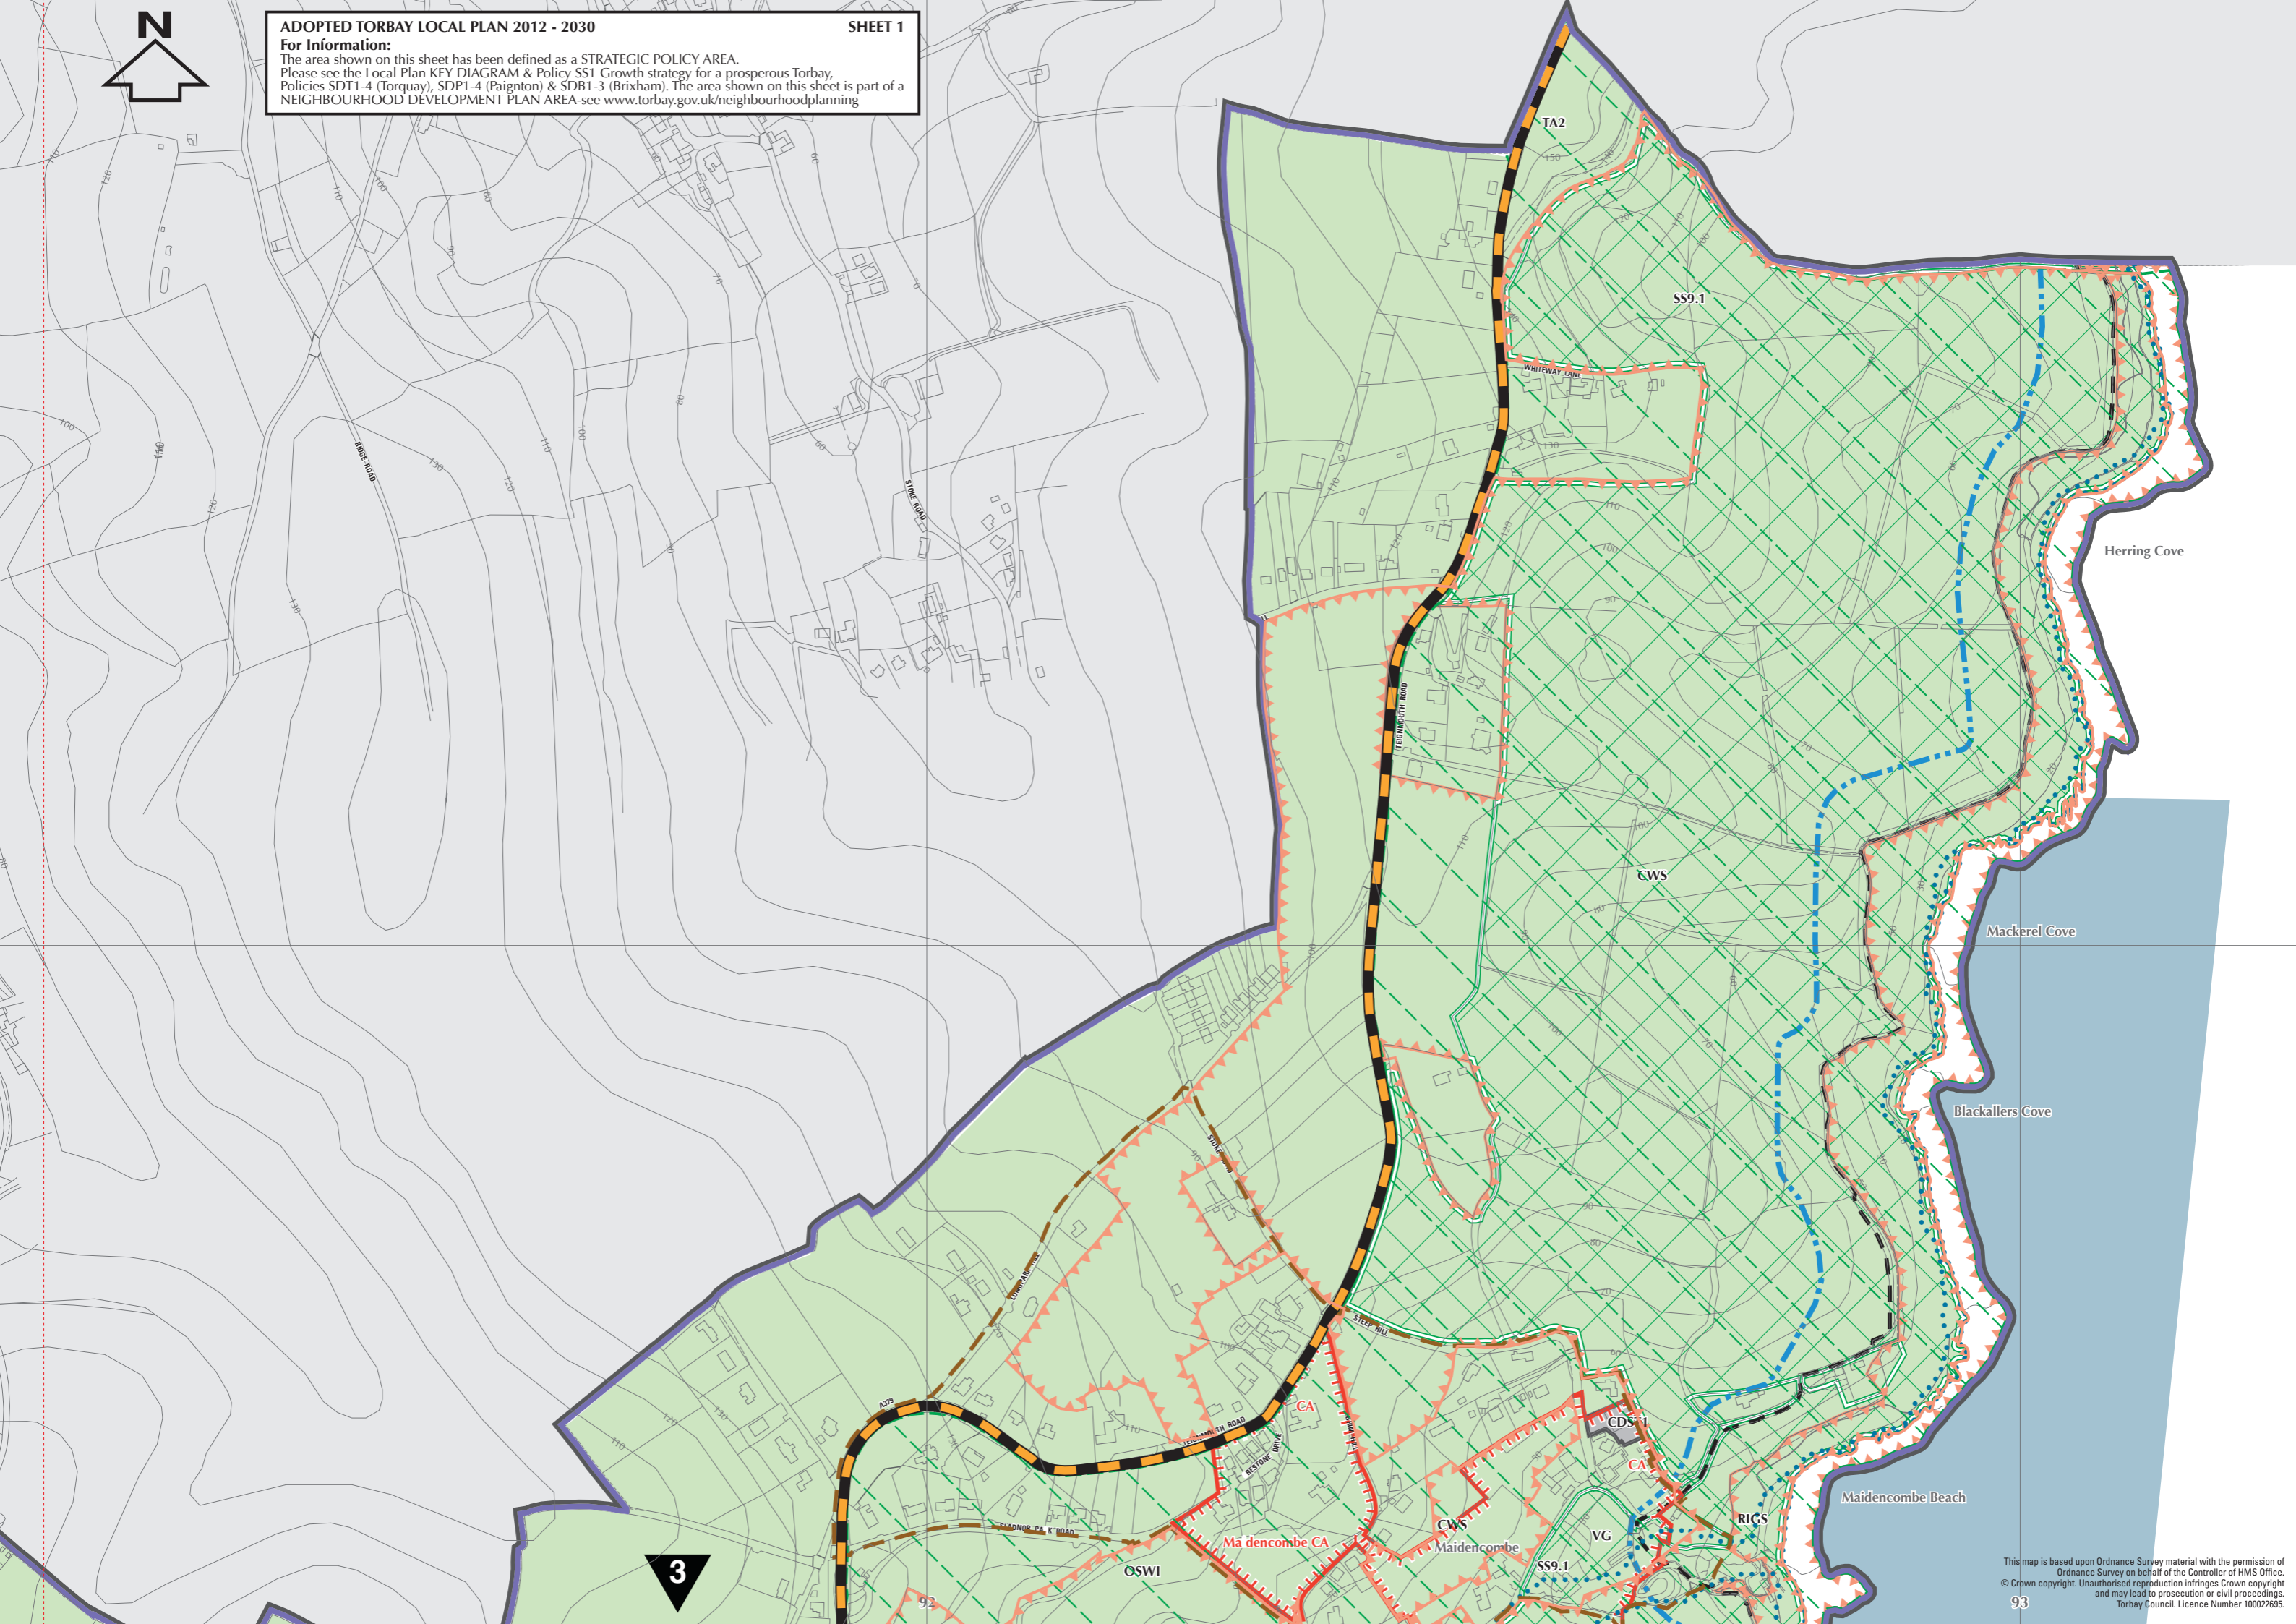 N
ADOPTED TORBAY LOCAL PLAN 2012 - 2030 SHEET 1
For Information:
The area shown on this sheet has been defined as a STRATEGIC POLICY AREA.
Please see the Local Plan KEY DIAGRAM & Policy SS1 Growth strategy for a prosperous Torbay,
Policies SDT1-4 (Torquay), SDP1-4 (Paignton) & SDB1-3 (Brixham). The area shown on this sheet is part of a
NEIGHBOURHOOD DEVELOPMENT PLAN AREA-see www.torbay.gov.uk/neighbourhoodplanning
TA2
SS9.1
WHITEWAY LANE
RIDGE ROAD
STOKE ROAD
Herring Cove
TEIGNMOUTH ROAD
CWS
Mackerel Cove
Blackallers Cove
STEEP HILL
A379
CA
ROAD
RESTONE DRIVE
CA
Maidencombe Beach
CWS
RIGS
VG
Maidencombe
Ma dencombe CA
SS9.1
OSWI
3
92
93
This map is based upon Ordnance Survey material with the permission of
Ordnance Survey on behalf of the Controller of HMS Office.
© Crown copyright. Unauthorised reproduction infringes Crown copyright
and may lead to prosecution or civil proceedings.
Torbay Council. Licence Number 100022695.